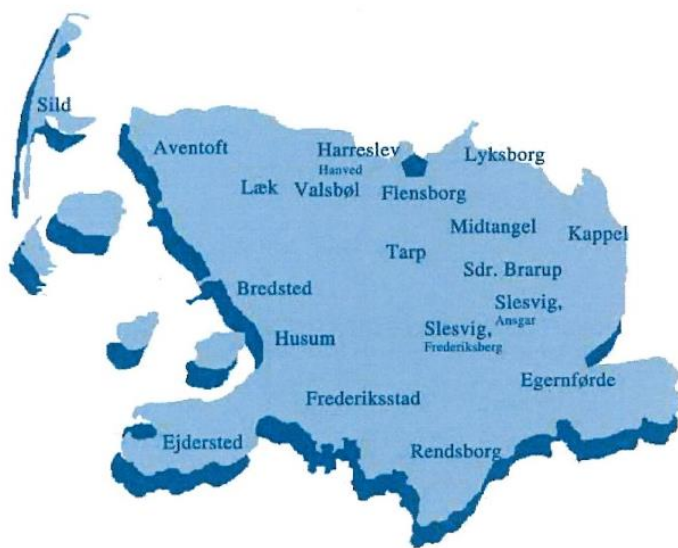 Sild
Aventoft
Harreslev
Hanved
Lyksborg
Læk
Valsbøl
Flensborg
Midtangel
Kappel
Tarp
Sdr. Brarup
Bredsted
Slesvig,
Ansgar
Husum
Slesvig,
Frederiksberg
Egernførde
Frederiksstad
Ejdersted
Rendsborg